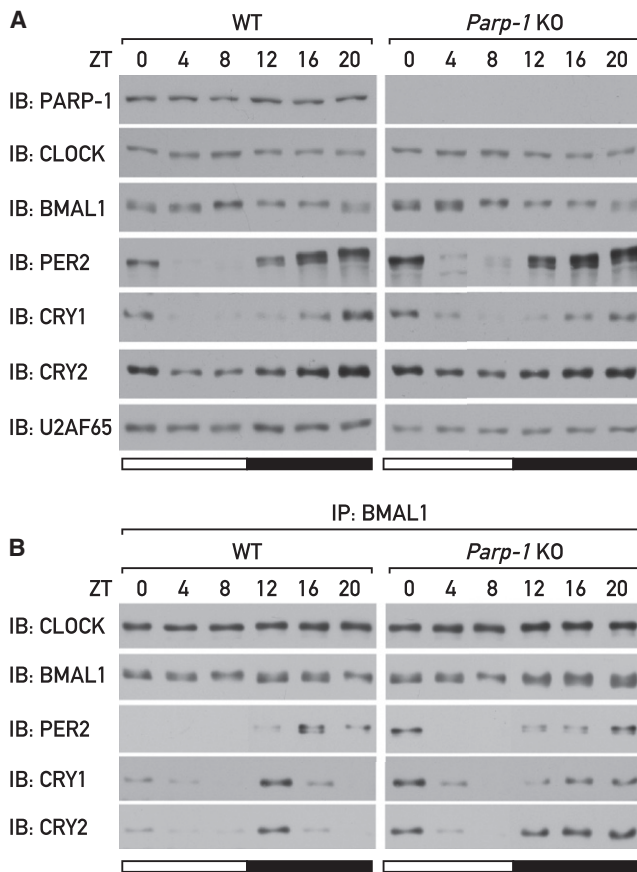 A
WT Parp-1 KO
ZT 0 4 8 12 16 20 0 4 8 12 16 20
IB: PARP-1
IB: CLOCK
IB: BMAL1
IB: PER2
IB: CRY1
IB: CRY2
IB: U2AF65
IP: BMAL1
B
WT Parp-1 KO
ZT 0 4 8 12 16 20 0 4 8 12 16 20
IB: CLOCK
IB: BMAL1
IB: PER2
IB: CRY1
IB: CRY2